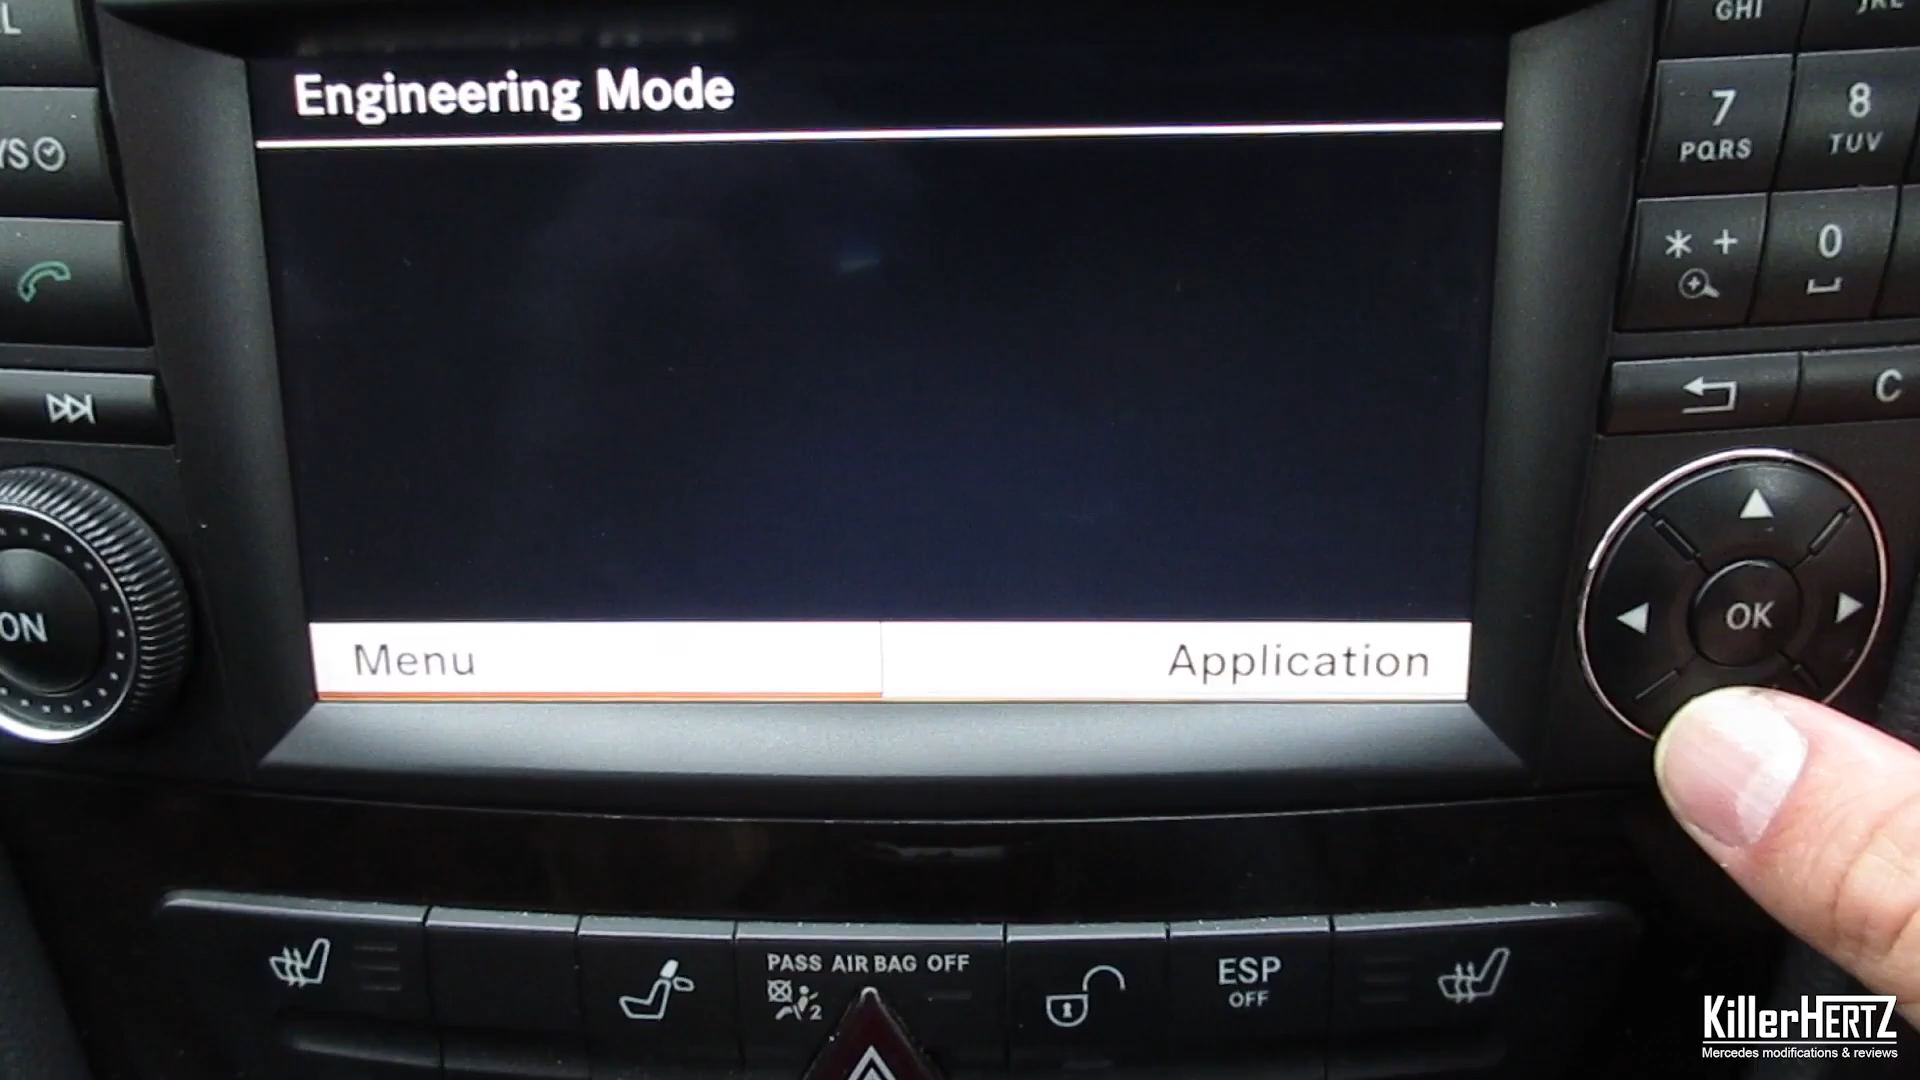 Engineering Mode
GHI
7
8
PQRS
TUV
* +
0
C
OK
ON
Menu
Application
PASS AIR BAG OFF
2
ESP
OFF
KillerHERTZ
Mercedes modifications & reviews